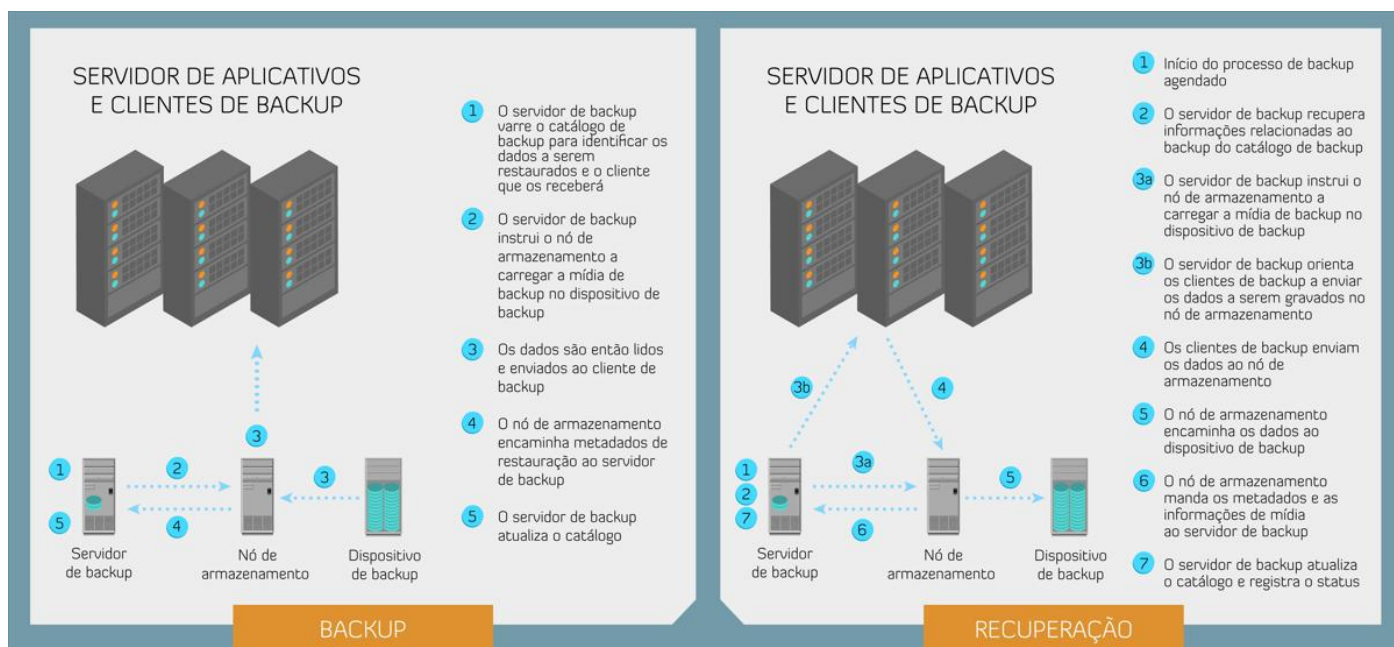 SERVIDOR DE APLICATIVOS
E CLIENTES DE BACKUP
1 O servidor de backup
varre o catálogo de
backup para identificar os
dados a serem
restaurados e o cliente
que os receberá
2 O servidor de backup
instrui o nó de
armazenamento a
carregar a mídia de
backup no dispositivo de
backup
3 Os dados são então lidos
e enviados ao cliente de
backup
4 O nó de armazenamento
encaminha metadados de
restauração ao servidor
de backup
5 O servidor de backup
atualiza o catálogo
3
1
2
3
5
4
Servidor
de backup
Nó de
armazenamento
Dispositivo
de backup
BACKUP
SERVIDOR DE APLICATIVOS
E CLIENTES DE BACKUP
1 Início do processo de backup
agendado
2 O servidor de backup recupera
informações relacionadas ao
backup do catálogo de backup
3a O servidor de backup instrui o
nó de armazenamento a
carregar a mídia de backup no
dispositivo de backup
3b O servidor de backup orienta
os clientes de backup a enviar
os dados a serem gravados no
nó de armazenamento
4 Os clientes de backup enviam
os dados ao nó de
armazenamento
5 O nó de armazenamento
encaminha os dados ao
dispositivo de backup
6 O nó de armazenamento
manda os metadados e as
informações de mídia
ao servidor de backup
7 O servidor de backup atualiza
o catálogo e registra o status
3b
4
1
3a
5
2
7
6
Servidor
de backup
Nó de
armazenamento
Dispositivo
de backup
RECUPERAÇÃO